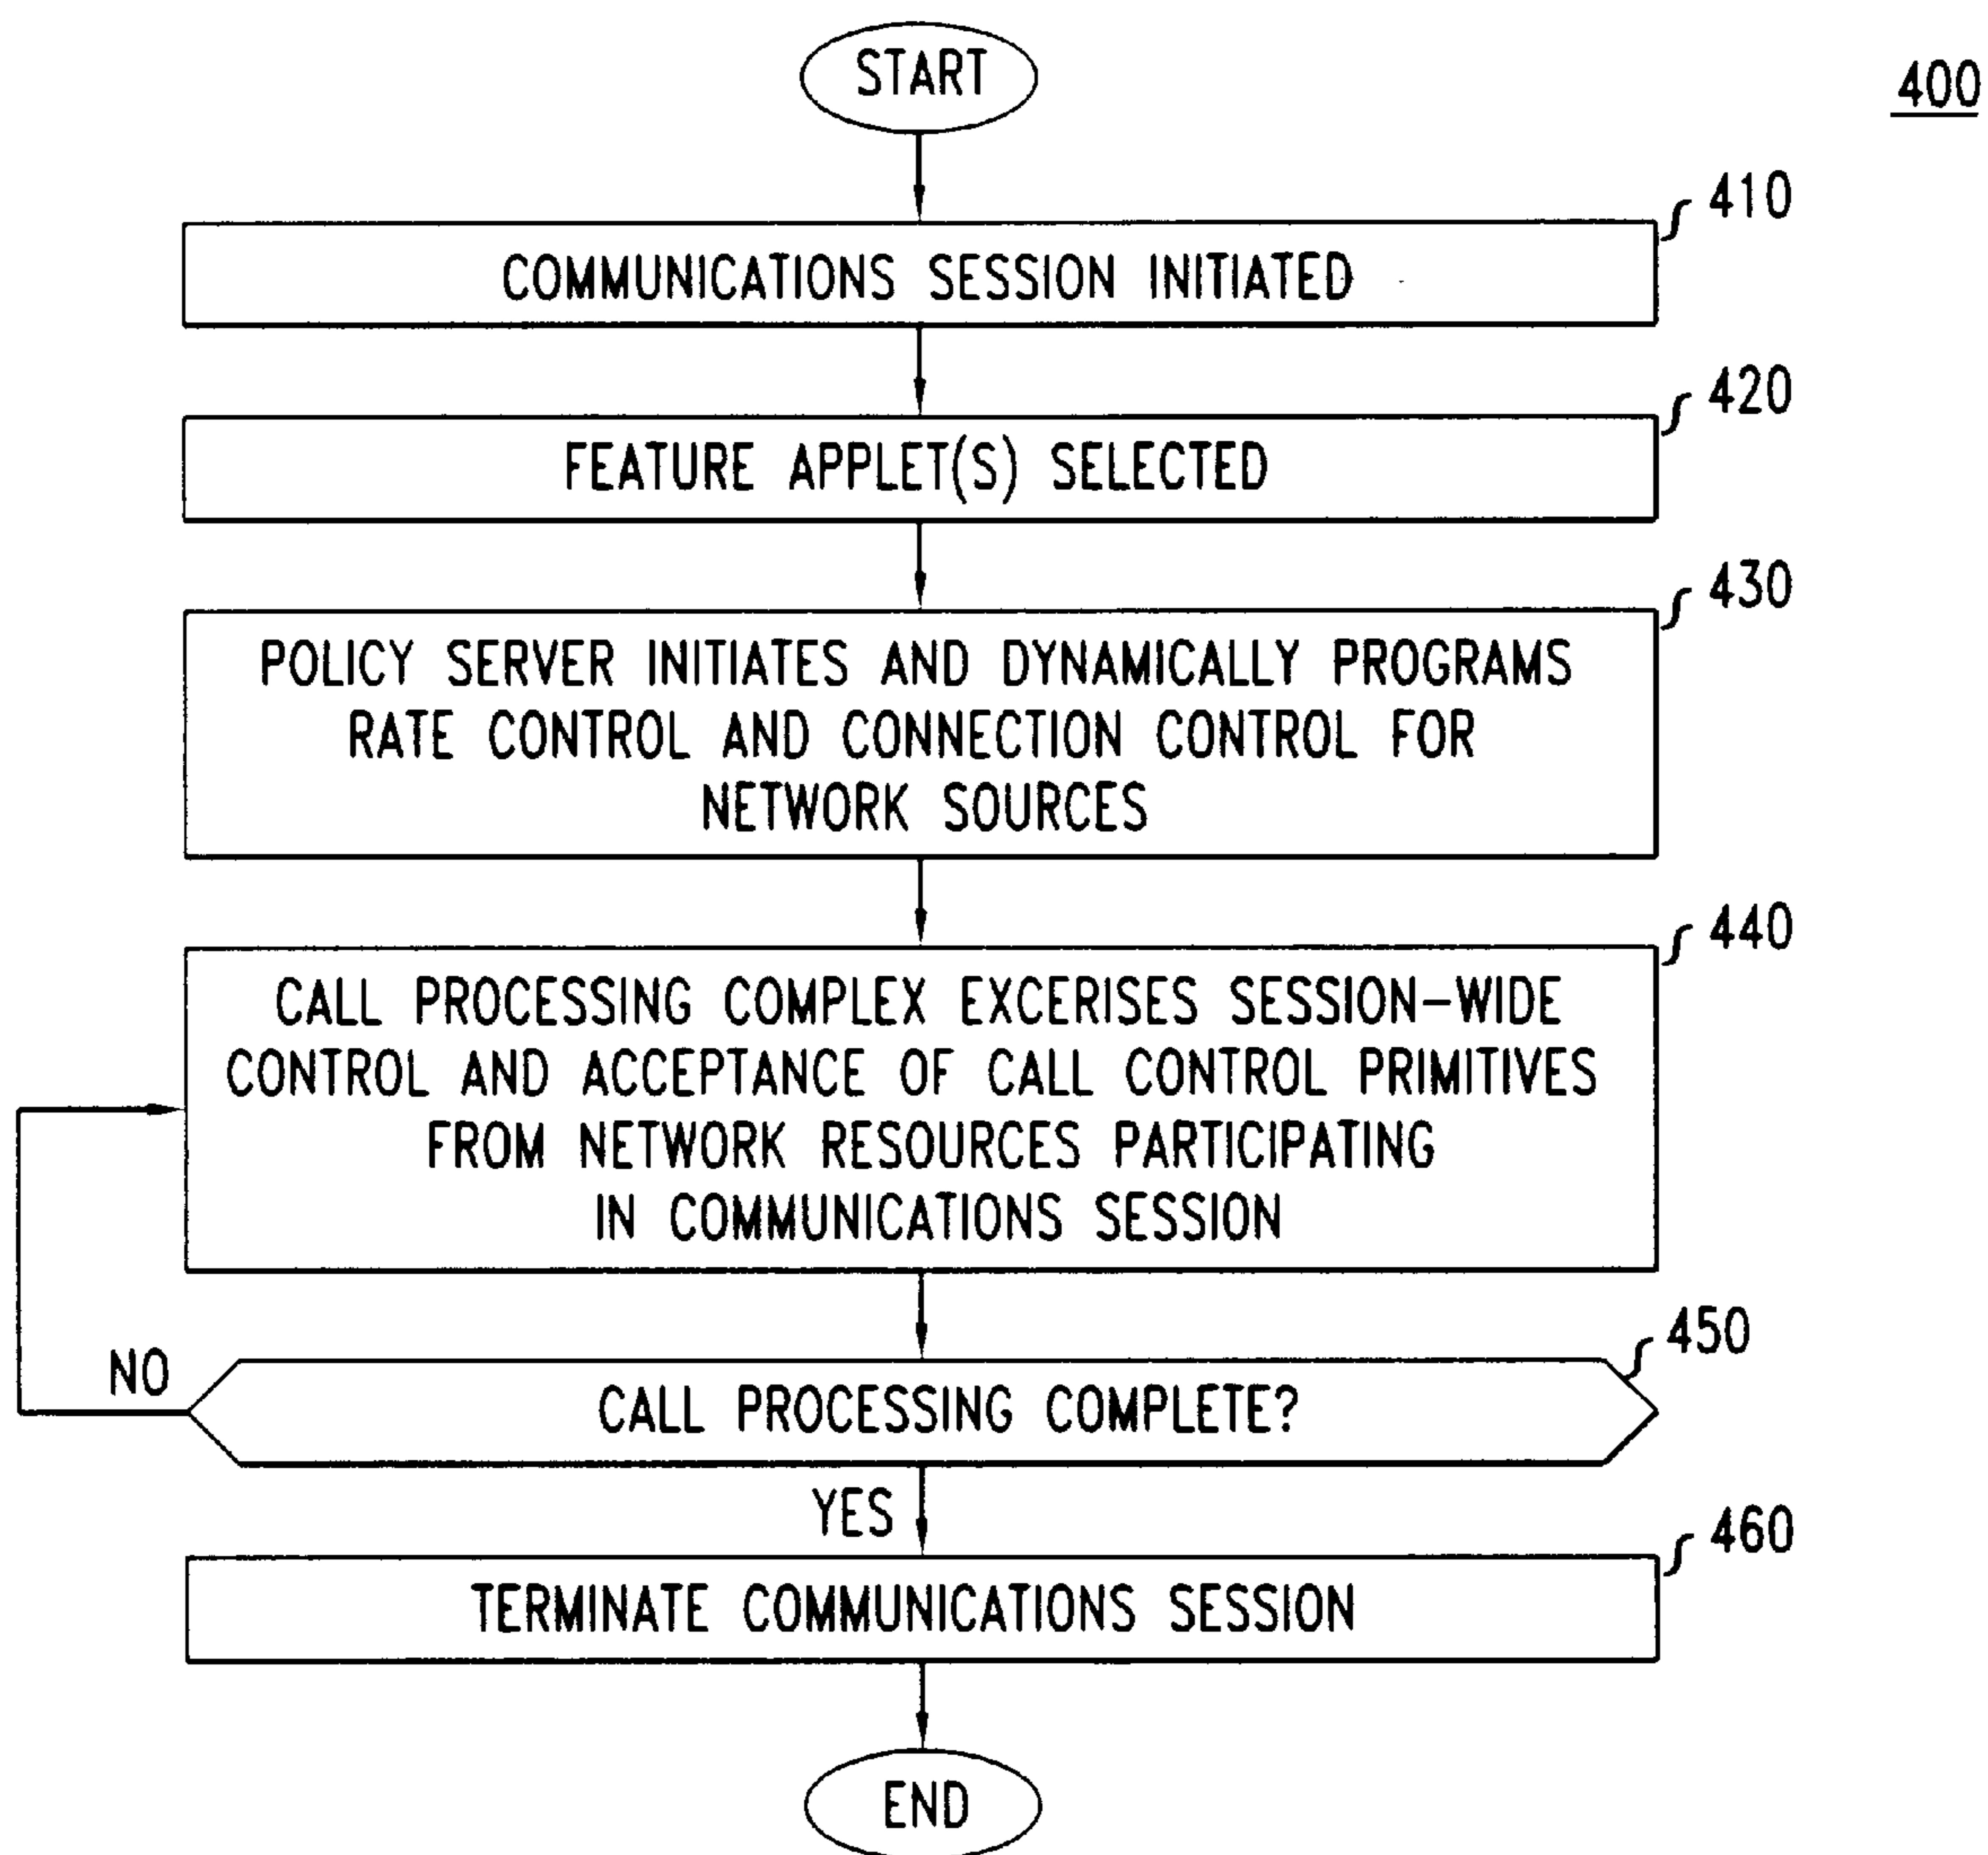 START
400
410
COMMUNICATIONS SESSION INITIATED
420
FEATURE APPLET(S) SELECTED
430
POLICY SERVER INITIATES AND DYNAMICALLY PROGRAMS
RATE CONTROL AND CONNECTION CONTROL FOR
NETWORK SOURCES
440
CALL PROCESSING COMPLEX EXCERISES SESSION-WIDE
CONTROL AND ACCEPTANCE OF CALL CONTROL PRIMITIVES
FROM NETWORK RESOURCES PARTICIPATING
IN COMMUNICATIONS SESSION
450
NO
CALL PROCESSING COMPLETE?
YES
460
TERMINATE COMMUNICATIONS SESSION
END